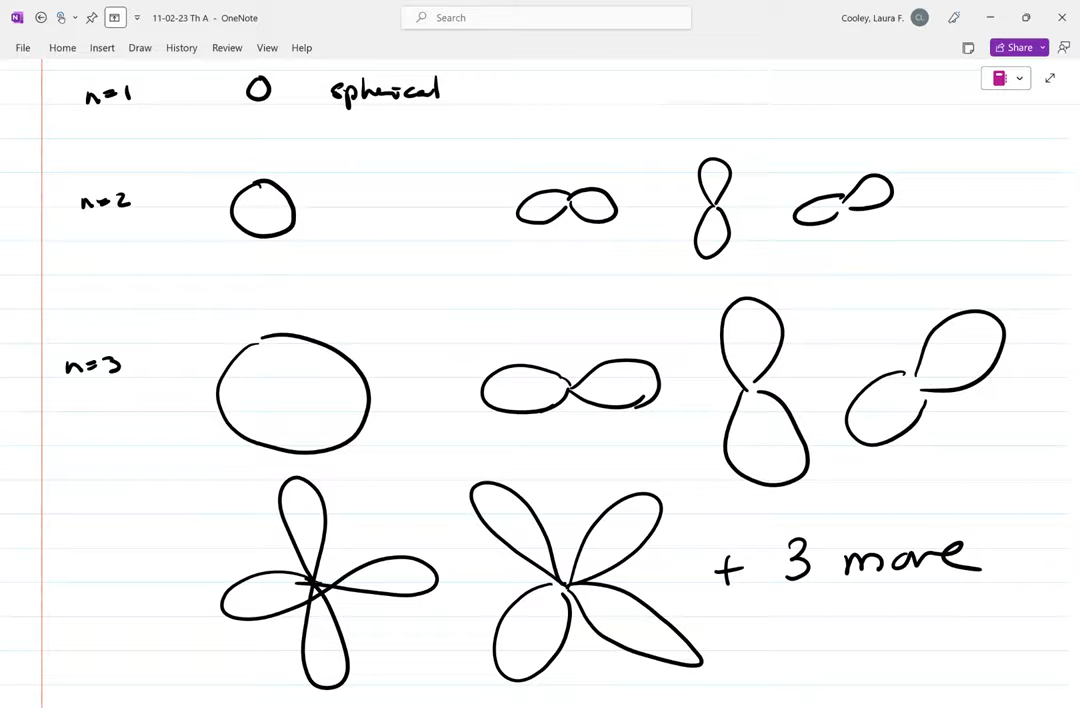 11-02-23 Th A - OneNote
Search
Cooley, Laura F.
CL
File Home Insert Draw History Review View Help
Share
n=1 spherical
n=2
n=3
+ 3 more